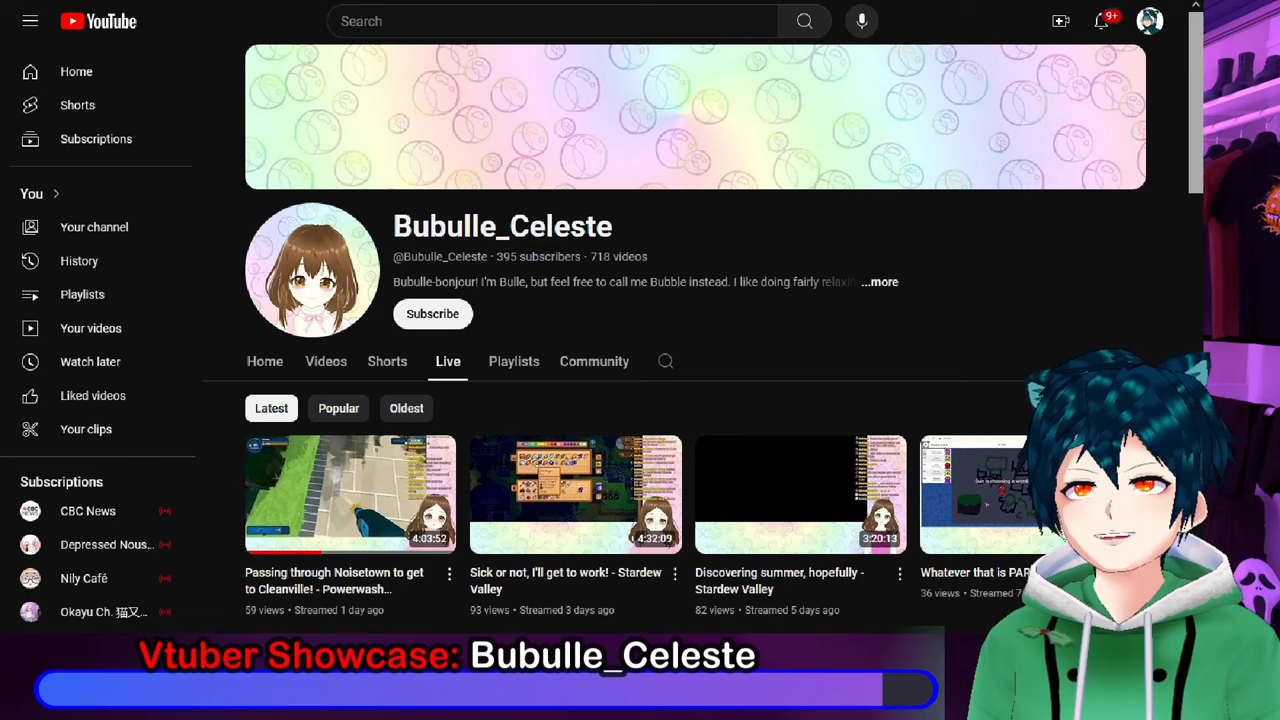 YouTube
Search
9+
Home
Shorts
Subscriptions
You
Your channel
History
Playlists
Your videos
Watch later
Liked videos
Your clips
Subscriptions
CBC News
Depressed Nous...
Nily Café
Okayu Ch. 猫又...
Bubulle_Celeste
@Bubulle_Celeste · 395 subscribers · 718 videos
Bubulle-bonjour! I'm Bulle, but feel free to call me Bubble instead. I like doing fairly relaxin ...more
Subscribe
Home Videos Shorts Live Playlists Community
Latest Popular Oldest
4:03:52
4:32:09
3:20:13
Passing through Noisetown to get
to Cleanville! - Powerwash...
59 views · Streamed 1 day ago
Sick or not, I'll get to work! - Stardew
Valley
93 views · Streamed 3 days ago
Discovering summer, hopefully -
Stardew Valley
82 views · Streamed 5 days ago
Whatever that is PAR
36 views · Streamed 7
Vtuber Showcase: Bubulle_Celeste